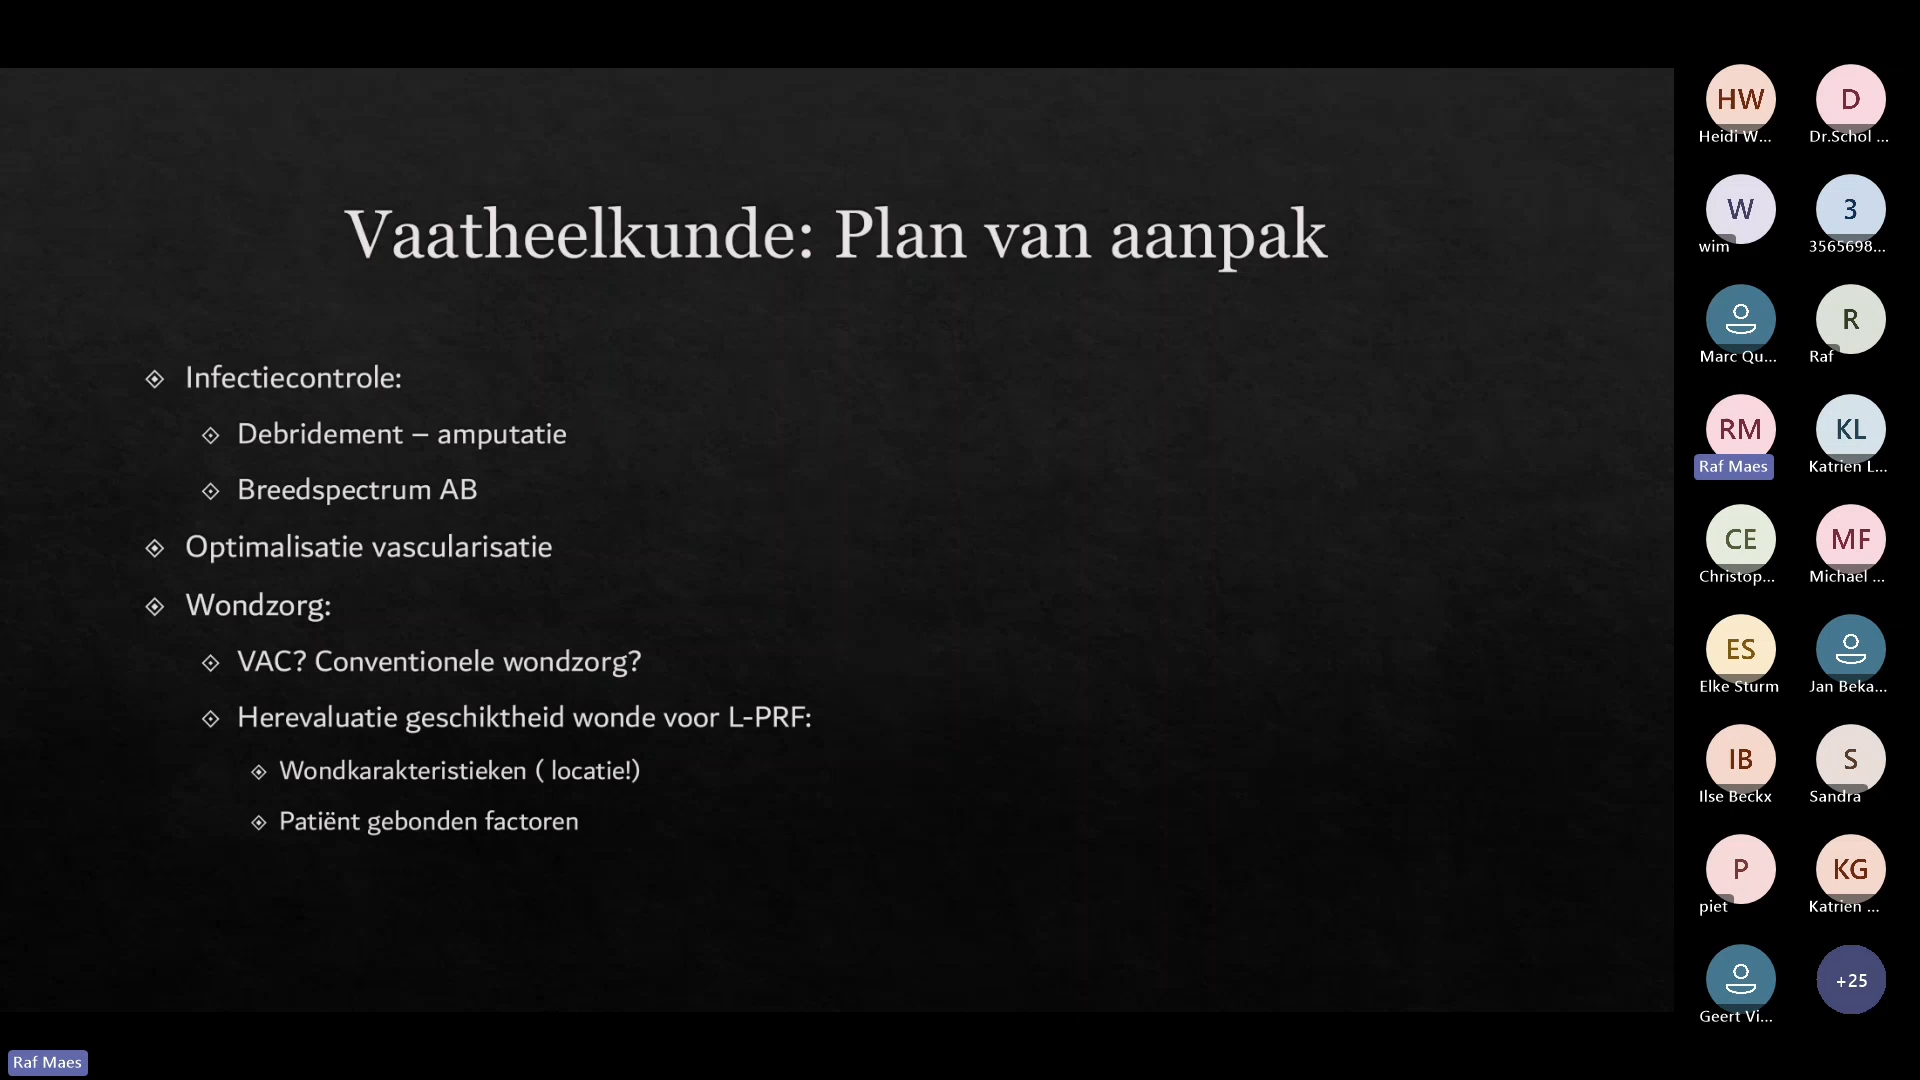 Vaatheelkunde: Plan van aanpak
Infectiecontrole:
Debridement – amputatie
Breedspectrum AB
Optimalisatie vascularisatie
Wondzorg:
VAC? Conventionele wondzorg?
Herevaluatie geschiktheid wonde voor L-PRF:
Wondkarakteristieken ( locatie!)
Patiënt gebonden factoren
HW
Heidi W...
D
Dr.Schol ...
W
wim
3
3565698...
Marc Qu...
R
Raf
RM
Raf Maes
KL
Katrien L...
CE
Christop...
MF
Michael ...
ES
Elke Sturm
Jan Beka...
IB
Ilse Beckx
S
Sandra
P
piet
KG
Katrien ...
Geert Vi...
+25
Raf Maes